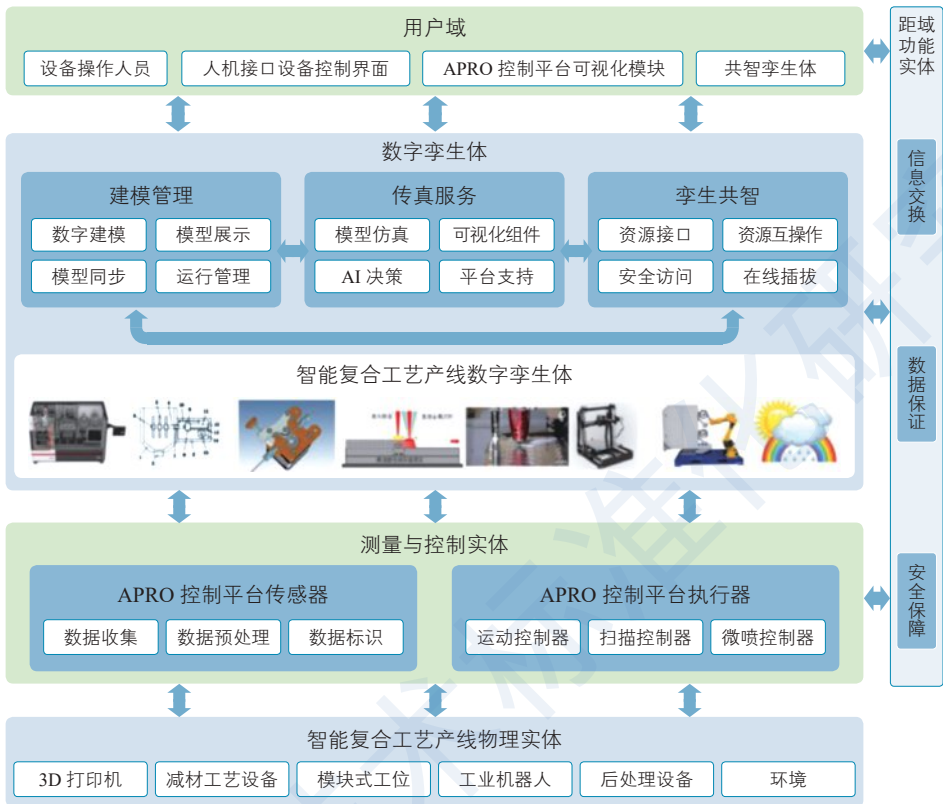 用户域
设备操作人员
人机接口设备控制界面
APRO 控制平台可视化模块
共智孪生体
距域
功能
实体
信息交换
数据保证
安全保障
数字孪生体
建模管理
数字建模
模型展示
模型同步
运行管理
传真服务
模型仿真
可视化组件
AI 决策
平台支持
孪生共智
资源接口
资源互操作
安全访问
在线插拔
智能复合工艺产线数字孪生体
测量与控制实体
APRO 控制平台传感器
数据收集
数据预处理
数据标识
APRO 控制平台执行器
运动控制器
扫描控制器
微喷控制器
智能复合工艺产线物理实体
3D 打印机
减材工艺设备
模块式工位
工业机器人
后处理设备
环境